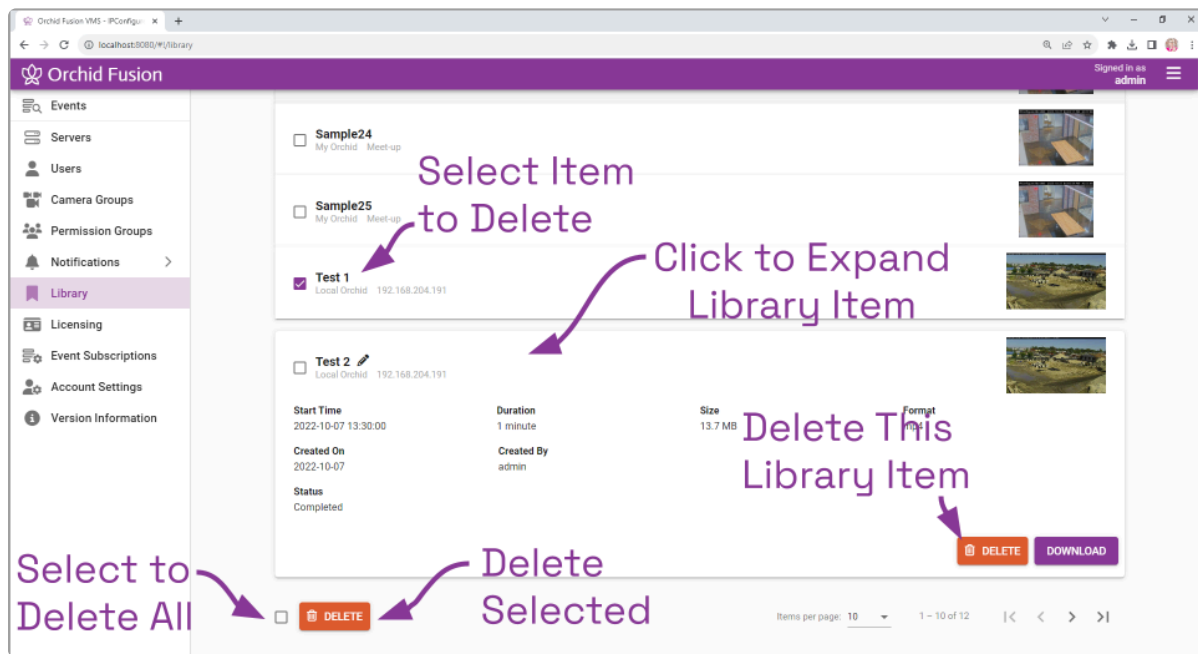 Orchid Fusion VMS - IPConfigur
localhost:8080/#!/library
Orchid Fusion
Signed in as
admin
Events
Servers
Users
Camera Groups
Permission Groups
Notifications
Library
Licensing
Event Subscriptions
Account Settings
Version Information
Sample24
My Orchid Meet-up
Sample25
My Orchid Meet-up
Select Item
to Delete
Test 1
Local Orchid 192.168.204.191
Click to Expand
Library Item
Test 2
Local Orchid 192.168.204.191
Start Time Duration Size Format
2022-10-07 13:30:00 1 minute 13.7 MB mp4
Created On Created By
2022-10-07 admin
Status
Completed
Delete This
Library Item
DELETE DOWNLOAD
Select to
Delete All
DELETE
Delete
Selected
Items per page: 10 1 – 10 of 12